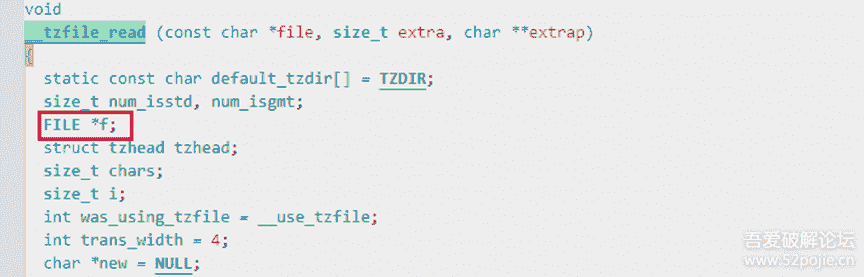 void
__tzfile_read (const char *file, size_t extra, char **extrap)
{
static const char default_tzdir[] = TZDIR;
size_t num_isstd, num_isgmt;
FILE *f;
struct tzhead tzhead;
size_t chars;
size_t i;
int was_using_tzfile = __use_tzfile;
int trans_width = 4;
char *new = NULL;
吾爱破解论坛
www.52pojie.cn